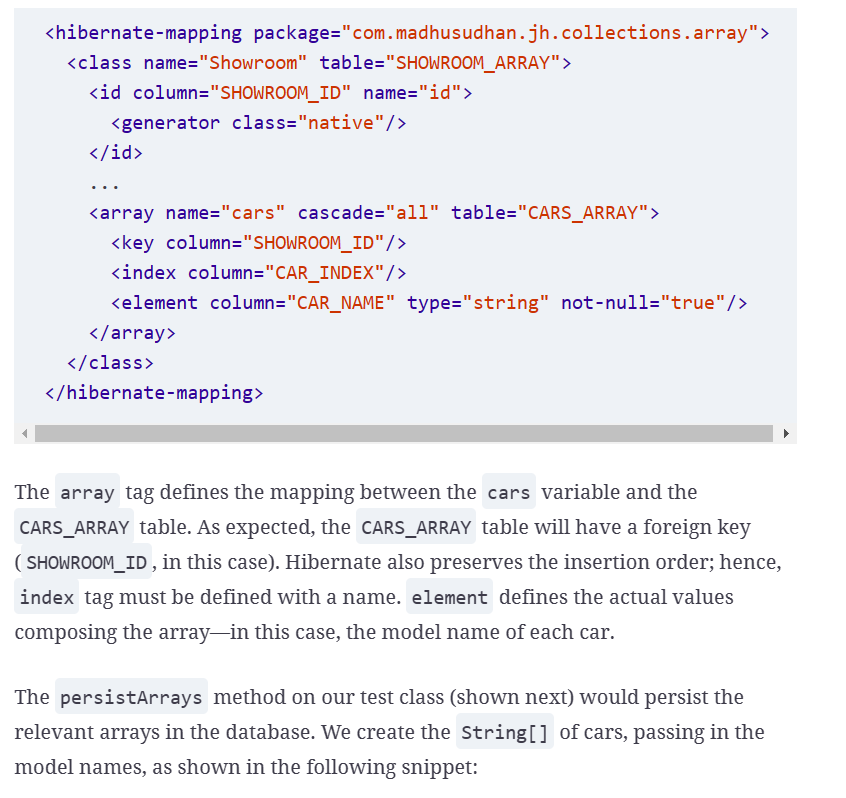 <hibernate-mapping package="com.madhusudhan.jh.collections.array">
<class name="Showroom" table="SHOWROOM_ARRAY">
<id column="SHOWROOM_ID" name="id">
<generator class="native"/>
</id>
...
<array name="cars" cascade="all" table="CARS_ARRAY">
<key column="SHOWROOM_ID"/>
<index column="CAR_INDEX"/>
<element column="CAR_NAME" type="string" not-null="true"/>
</array>
</class>
</hibernate-mapping>
The array tag defines the mapping between the cars variable and the
CARS_ARRAY table. As expected, the CARS_ARRAY table will have a foreign key
(SHOWROOM_ID, in this case). Hibernate also preserves the insertion order; hence,
index tag must be defined with a name. element defines the actual values
composing the array—in this case, the model name of each car.
The persistArrays method on our test class (shown next) would persist the
relevant arrays in the database. We create the String[] of cars, passing in the
model names, as shown in the following snippet: